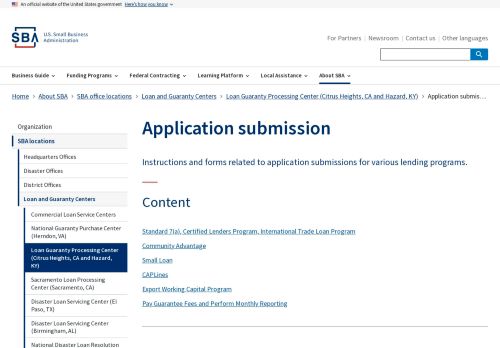 An official website of the United States government Here's how you know
SBA U.S. Small Business
Administration
For Partners | Newsroom | Contact us | Other languages
Business Guide Funding Programs Federal Contracting Learning Platform Local Assistance About SBA
Home > About SBA > SBA office locations > Loan and Guaranty Centers > Loan Guaranty Processing Center (Citrus Heights, CA and Hazard, KY) > Application submis…
Organization
SBA locations
Headquarters Offices
Disaster Offices
District Offices
Loan and Guaranty Centers
Commercial Loan Service Centers
National Guaranty Purchase Center
(Herndon, VA)
Loan Guaranty Processing Center
(Citrus Heights, CA and Hazard,
KY)
Sacramento Loan Processing
Center (Sacramento, CA)
Disaster Loan Servicing Center (El
Paso, TX)
Disaster Loan Servicing Center
(Birmingham, AL)
National Disaster Loan Resolution
Application submission
Instructions and forms related to application submissions for various lending programs.
Content
Standard 7(a), Certified Lenders Program, International Trade Loan Program
Community Advantage
Small Loan
CAPLines
Export Working Capital Program
Pay Guarantee Fees and Perform Monthly Reporting